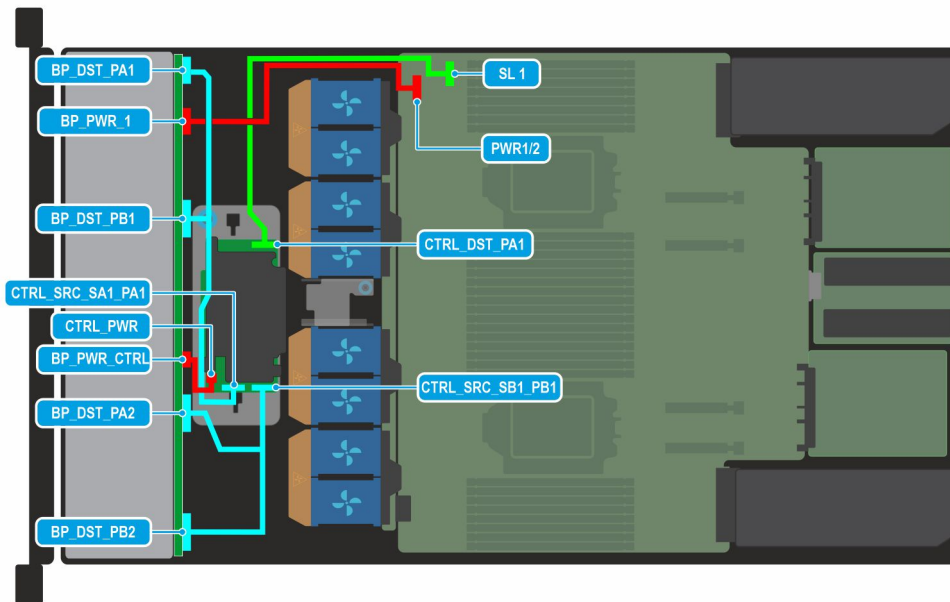 BP_DST_PA1
SL 1
BP_PWR_1
PWR1/2
BP_DST_PB1
CTRL_DST_PA1
CTRL_SRC_SA1_PA1
CTRL_PWR
BP_PWR_CTRL
CTRL_SRC_SB1_PB1
BP_DST_PA2
BP_DST_PB2